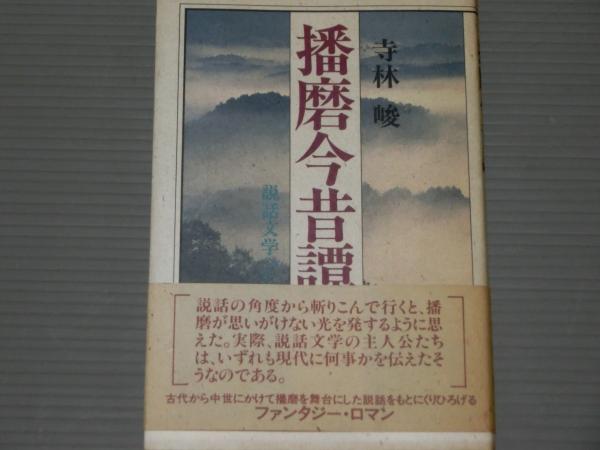 寺林 峻
播磨今昔譚
説話文学
説話の角度から斬りこんで行くと、播
磨が思いがけない光を発するように思
えた。実際、説話文学の主人公たち
は、いずれも現代に何事かを伝えたそ
うなのである。
古代から中世にかけて播磨を舞台にした説話をもとにくりひろげる
ファンタジー・ロマン